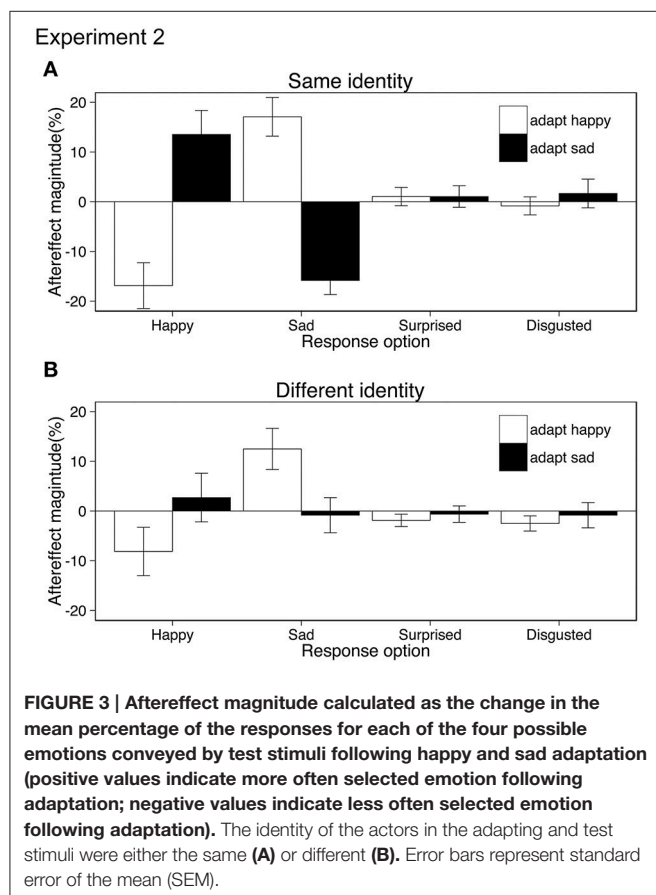 Experiment 2
A
Same identity
Aftereffect magintude(%)
20
10
0
-10
-20
adapt happy
adapt sad
Happy Sad Surprised Disgusted
Response option
B
Different identity
Aftereffect magintude(%)
20
10
0
-10
-20
adapt happy
adapt sad
Happy Sad Surprised Disgusted
Response option
FIGURE 3 | Aftereffect magnitude calculated as the change in the
mean percentage of the responses for each of the four possible
emotions conveyed by test stimuli following happy and sad adaptation
(positive values indicate more often selected emotion following
adaptation; negative values indicate less often selected emotion
following adaptation). The identity of the actors in the adapting and test
stimuli were either the same (A) or different (B). Error bars represent standard
error of the mean (SEM).